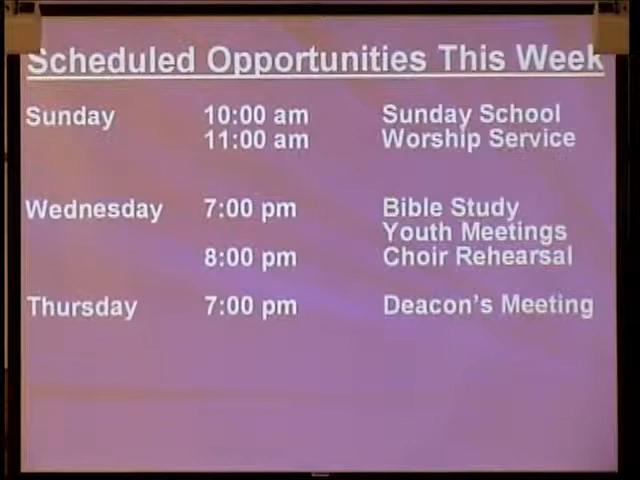 Scheduled Opportunities This Week
Sunday 10:00 am Sunday School
11:00 am Worship Service
Wednesday 7:00 pm Bible Study
Youth Meetings
8:00 pm Choir Rehearsal
Thursday 7:00 pm Deacon's Meeting